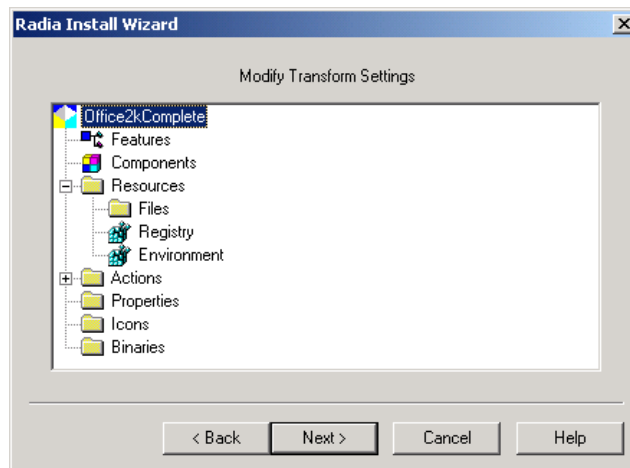 Radia Install Wizard
Modify Transform Settings
Office2kComplete
Features
Components
Resources
Files
Registry
Environment
Actions
Properties
Icons
Binaries
< Back Next > Cancel Help